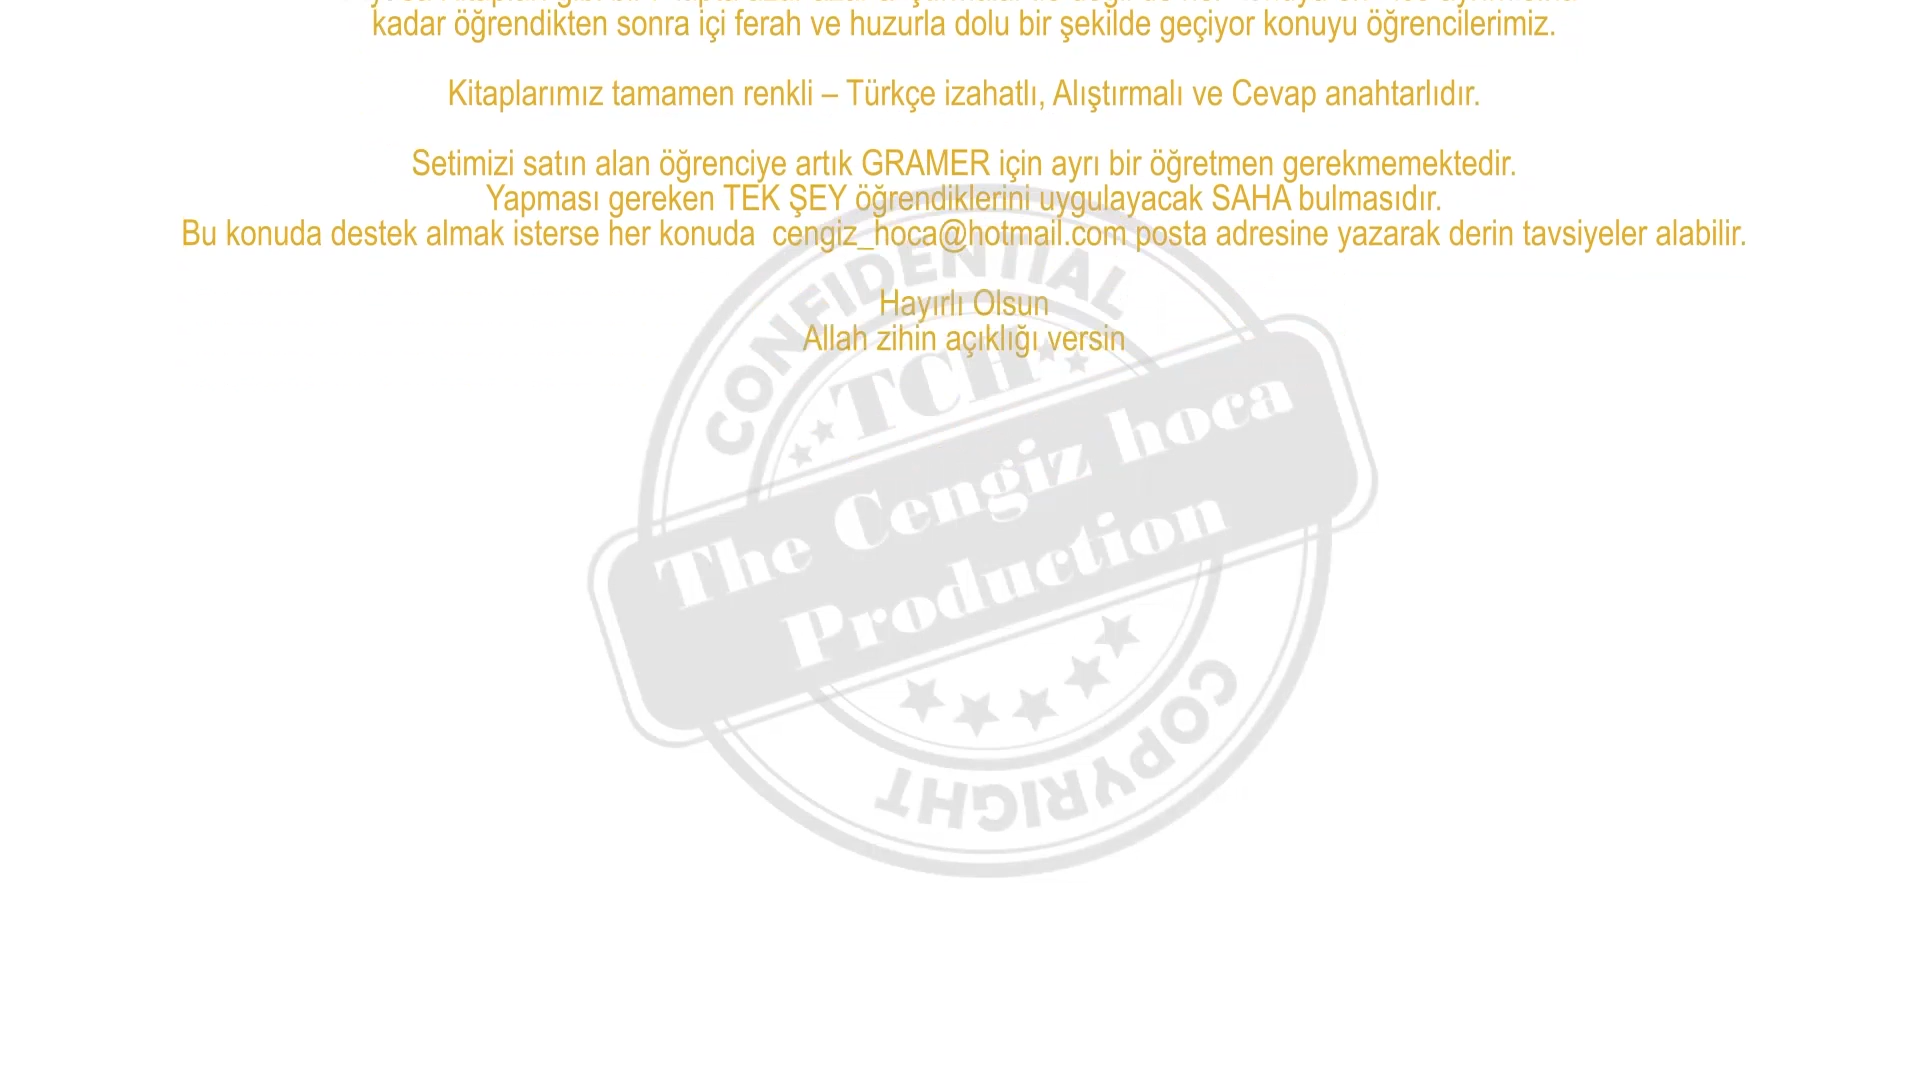 kadar öğrendikten sonra içi ferah ve huzurla dolu bir şekilde geçiyor konuyu öğrencilerimiz.
Kitaplarımız tamamen renkli – Türkçe izahatlı, Alıştırmalı ve Cevap anahtarlıdır.
Setimizi satın alan öğrenciye artık GRAMER için ayrı bir öğretmen gerekmemektedir.
Yapması gereken TEK ŞEY öğrendiklerini uygulayacak SAHA bulmasıdır.
Bu konuda destek almak isterse her konuda cengiz_hoca@hotmail.com posta adresine yazarak derin tavsiyeler alabilir.
Hayırlı Olsun
Allah zihin açıklığı versin
CONFIDENTIAL
TCH
The Cengiz hoca
Production
COPYRIGHT